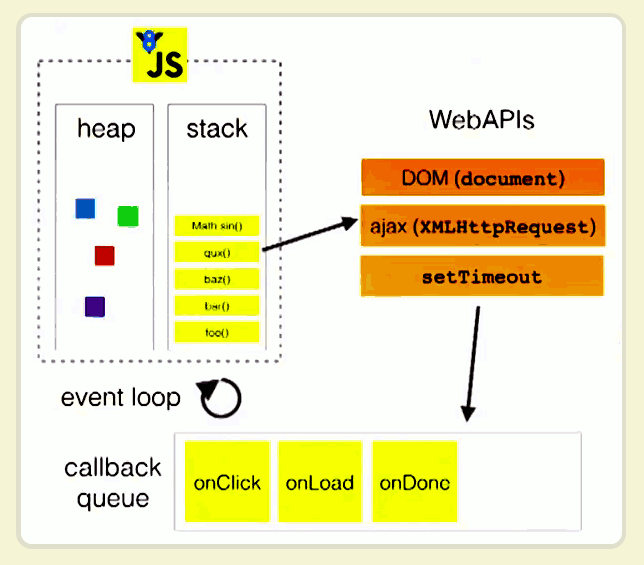 JS
heap
stack
WebAPIs
DOM (document)
ajax (XMLHttpRequest)
setTimeout
Math sin()
qux()
baz()
bar()
foo()
event loop
callback
queue
onClick
onLoad
onDone